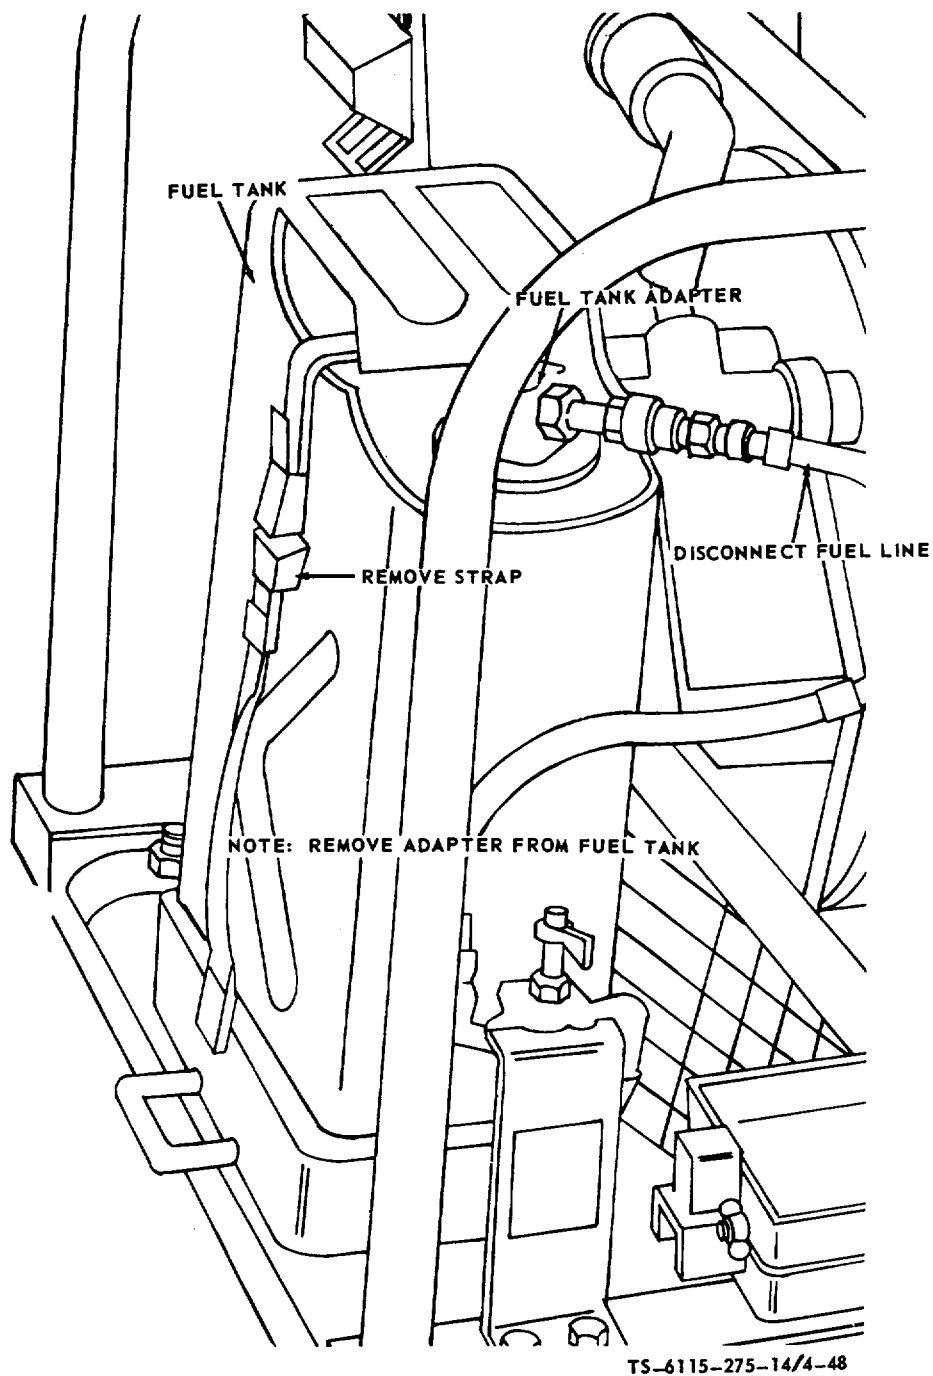 FUEL TANK
FUEL TANK ADAPTER
DISCONNECT FUEL LINE
REMOVE STRAP
NOTE: REMOVE ADAPTER FROM FUEL TANK
TS-6115-275-14/4-48